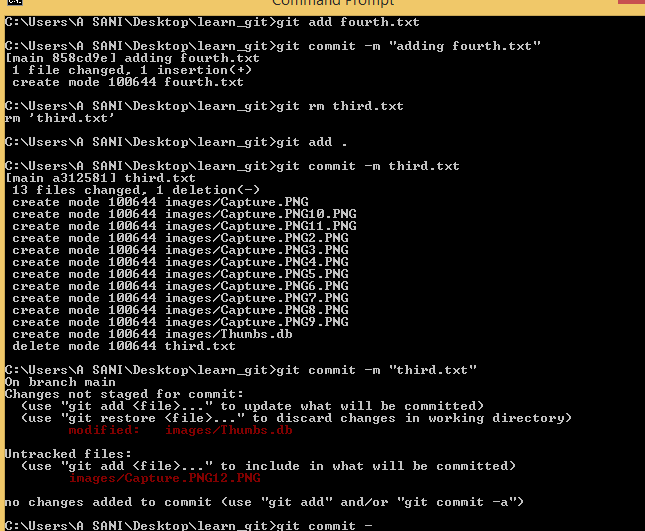 Command Prompt
C:\Users\A SANI\Desktop\learn_git>git add fourth.txt
C:\Users\A SANI\Desktop\learn_git>git commit -m "adding fourth.txt"
[main 858cd9e] adding fourth.txt
1 file changed, 1 insertion(+)
create mode 100644 fourth.txt
C:\Users\A SANI\Desktop\learn_git>git rm third.txt
rm 'third.txt'
C:\Users\A SANI\Desktop\learn_git>git add .
C:\Users\A SANI\Desktop\learn_git>git commit -m third.txt
[main a312581] third.txt
13 files changed, 1 deletion(-)
create mode 100644 images/Capture.PNG
create mode 100644 images/Capture.PNG10.PNG
create mode 100644 images/Capture.PNG11.PNG
create mode 100644 images/Capture.PNG2.PNG
create mode 100644 images/Capture.PNG3.PNG
create mode 100644 images/Capture.PNG4.PNG
create mode 100644 images/Capture.PNG5.PNG
create mode 100644 images/Capture.PNG6.PNG
create mode 100644 images/Capture.PNG7.PNG
create mode 100644 images/Capture.PNG8.PNG
create mode 100644 images/Capture.PNG9.PNG
create mode 100644 images/Thumbs.db
delete mode 100644 third.txt
C:\Users\A SANI\Desktop\learn_git>git commit -m "third.txt"
On branch main
Changes not staged for commit:
(use "git add <file>..." to update what will be committed)
(use "git restore <file>..." to discard changes in working directory)
modified:   images/Thumbs.db
Untracked files:
(use "git add <file>..." to include in what will be committed)
images/Capture.PNG12.PNG
no changes added to commit (use "git add" and/or "git commit -a")
C:\Users\A SANI\Desktop\learn_git>git commit -